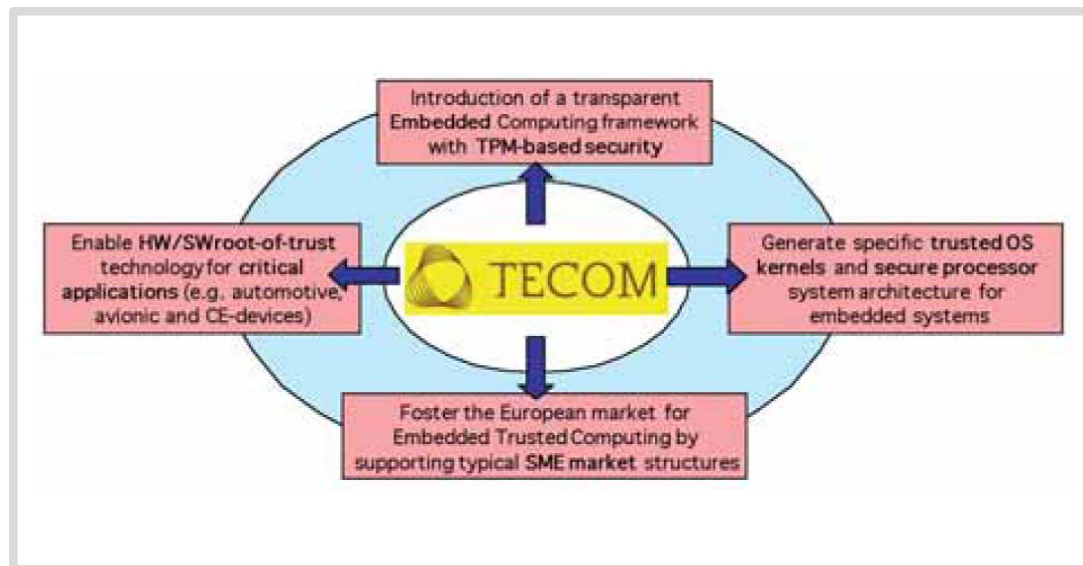 Introduction of a transparent
Embedded Computing framework
with TPM-based security
Enable HW/SWroot-of-trust
technology for critical
applications (e.g. automotive,
avionic and CE-devices)
TECOM
Generate specific trusted OS
kernels and secure processor
system architecture for
embedded systems
Foster the European market for
Embedded Trusted Computing by
supporting typical SME market structures